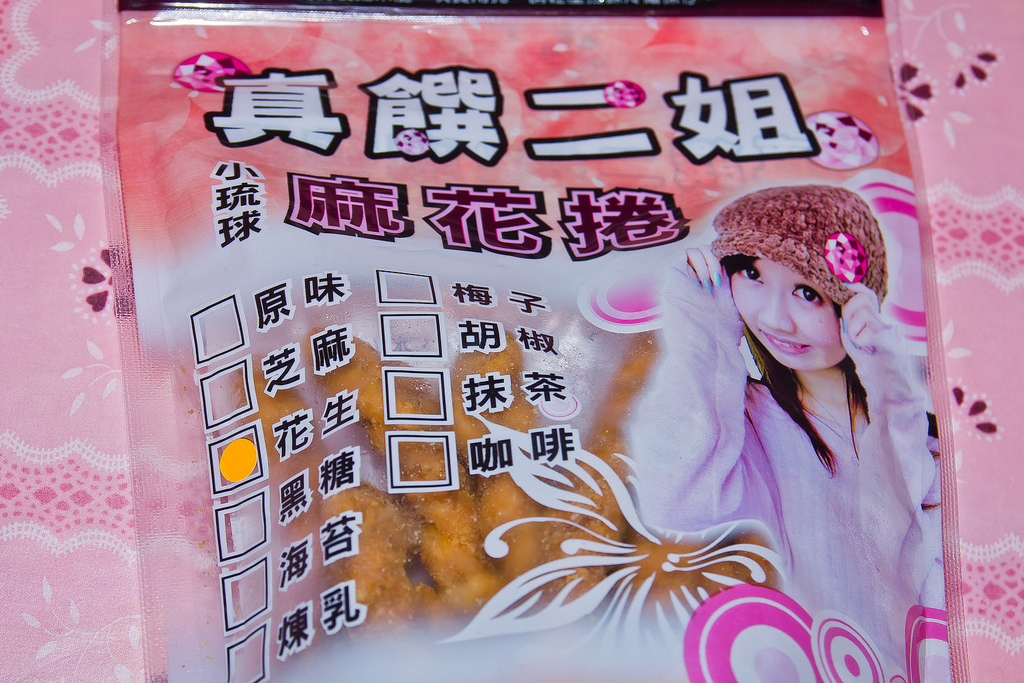 真饌二姐
小琉球
麻花捲
原味
芝麻
花生
黑糖
海苔
煉乳
梅子
胡椒
抹茶
咖啡